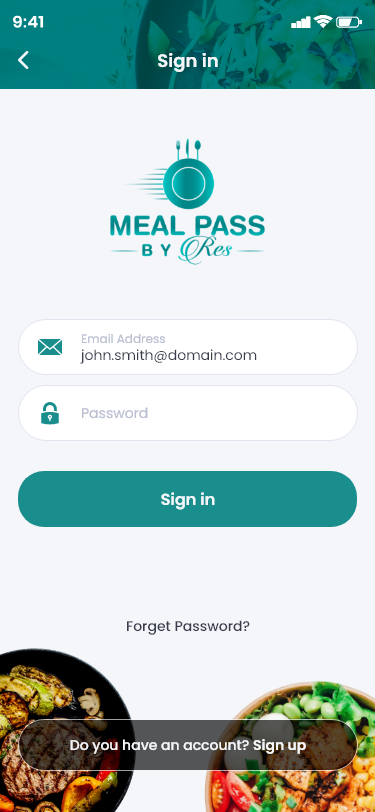 9:41
Sign in
MEAL PASS
BY Res
Email Address
john.smith@domain.com
Password
Sign in
Forget Password?
Do you have an account? Sign up